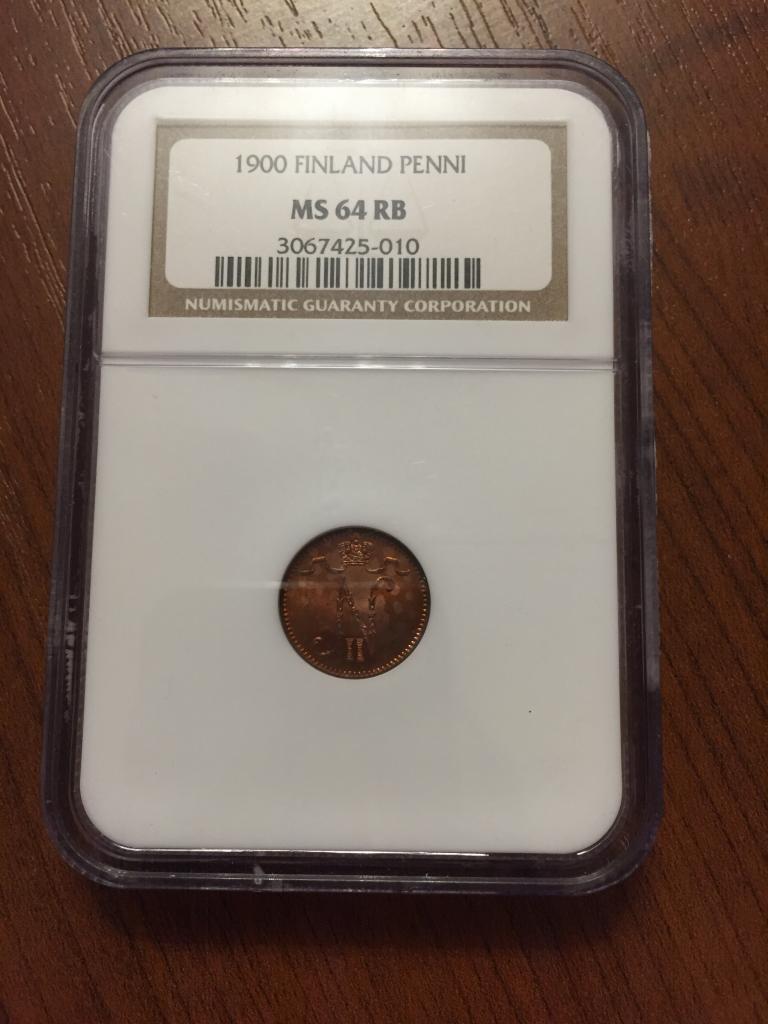 1900 FINLAND PENNI
MS 64 RB
3067425-010
NUMISMATIC GUARANTY CORPORATION
N
II